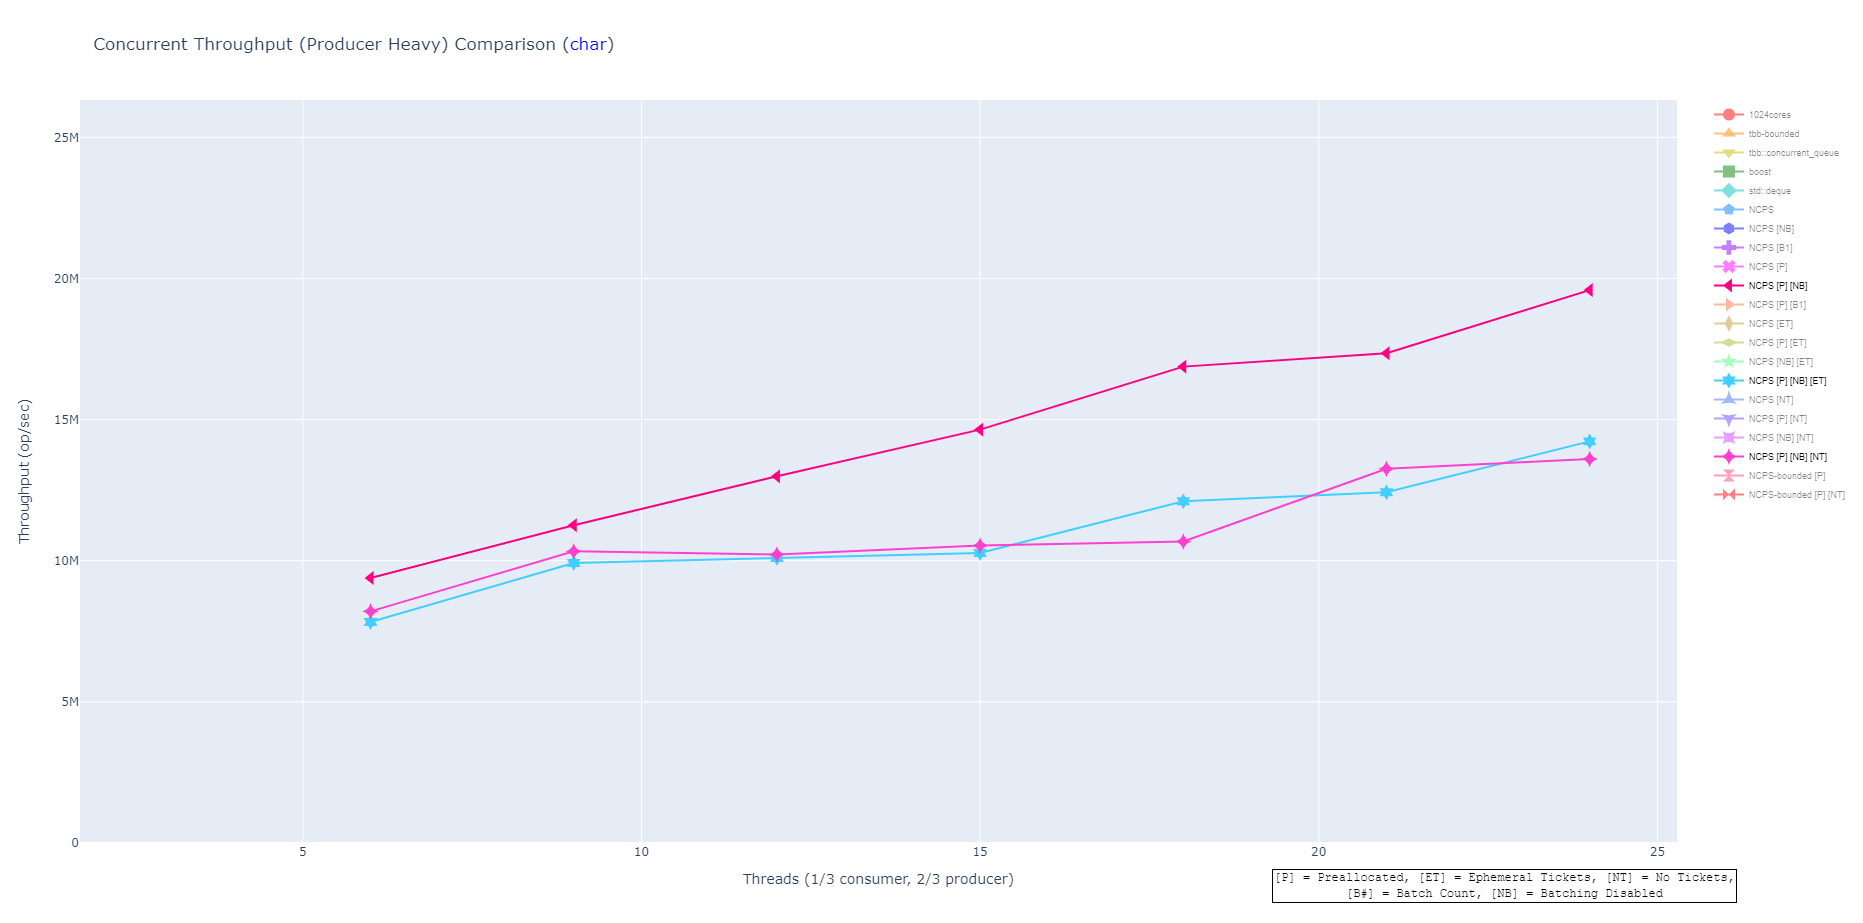 Concurrent Throughput (Producer Heavy) Comparison (char)
25M
20M
15M
10M
5M
0
Throughput (op/sec)
5
10
15
20
25
Threads (1/3 consumer, 2/3 producer)
1024cores
tbb-bounded
tbb::concurrent_queue
boost
std::deque
NCPS
NCPS [NB]
NCPS [B1]
NCPS [P]
NCPS [P] [NB]
NCPS [P] [B1]
NCPS [ET]
NCPS [P] [ET]
NCPS [NB] [ET]
NCPS [P] [NB] [ET]
NCPS [NT]
NCPS [P] [NT]
NCPS [NB] [NT]
NCPS [P] [NB] [NT]
NCPS-bounded [P]
NCPS-bounded [P] [NT]
[P] = Preallocated, [ET] = Ephemeral Tickets, [NT] = No Tickets,
[B#] = Batch Count, [NB] = Batching Disabled